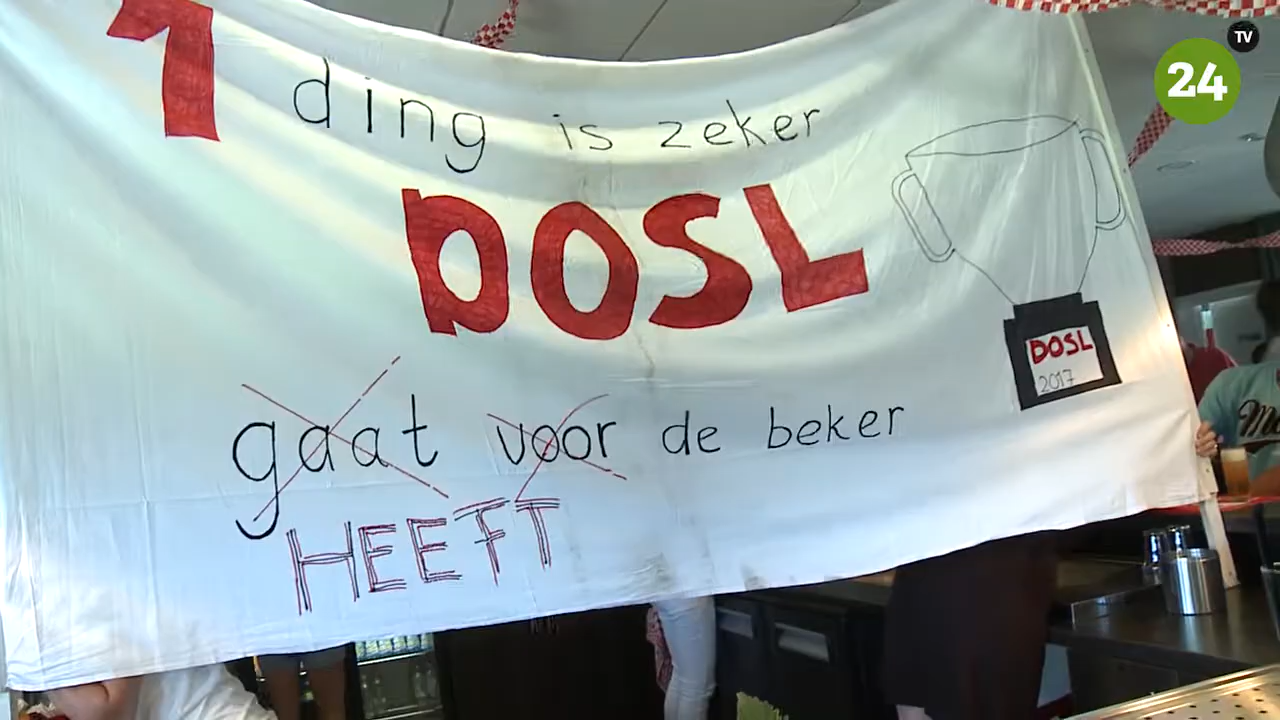 1 ding is zeker
DOSL
gaat voor de beker
HEEFT
DOSL
2017
24
TV